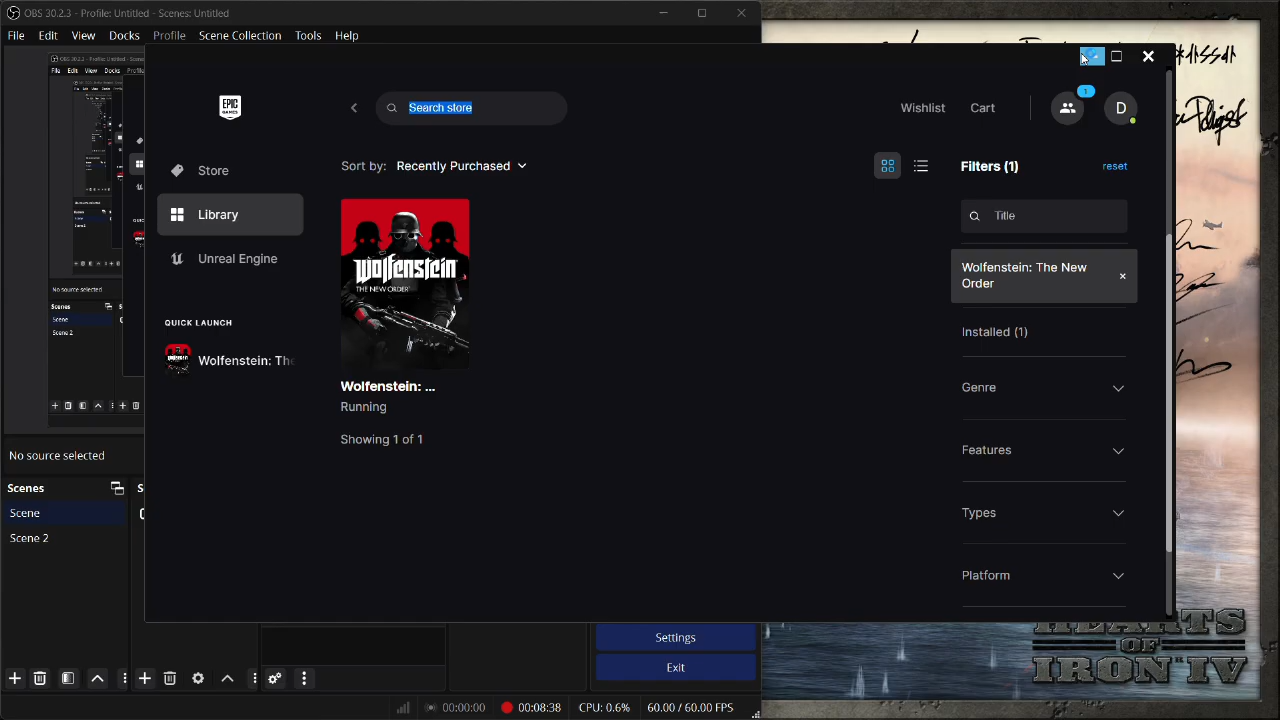 OBS 30.2.3 - Profile: Untitled - Scenes: Untitled
File Edit View Docks Profile Scene Collection Tools Help
EPIC GAMES
Search store
Wishlist Cart
1
D
Store
Library
Unreal Engine
QUICK LAUNCH
Wolfenstein: The
Sort by: Recently Purchased
Wolfenstein
THE NEW ORDER
Wolfenstein: ...
Running
Showing 1 of 1
Filters (1) reset
Title
Wolfenstein: The New
Order
Installed (1)
Genre
Features
Types
Platform
No source selected
Scenes
S
Scene
Scene 2
Settings
Exit
00:00:00 00:08:38 CPU: 0.6% 60.00 / 60.00 FPS
HEARTS
OF
IRON IV